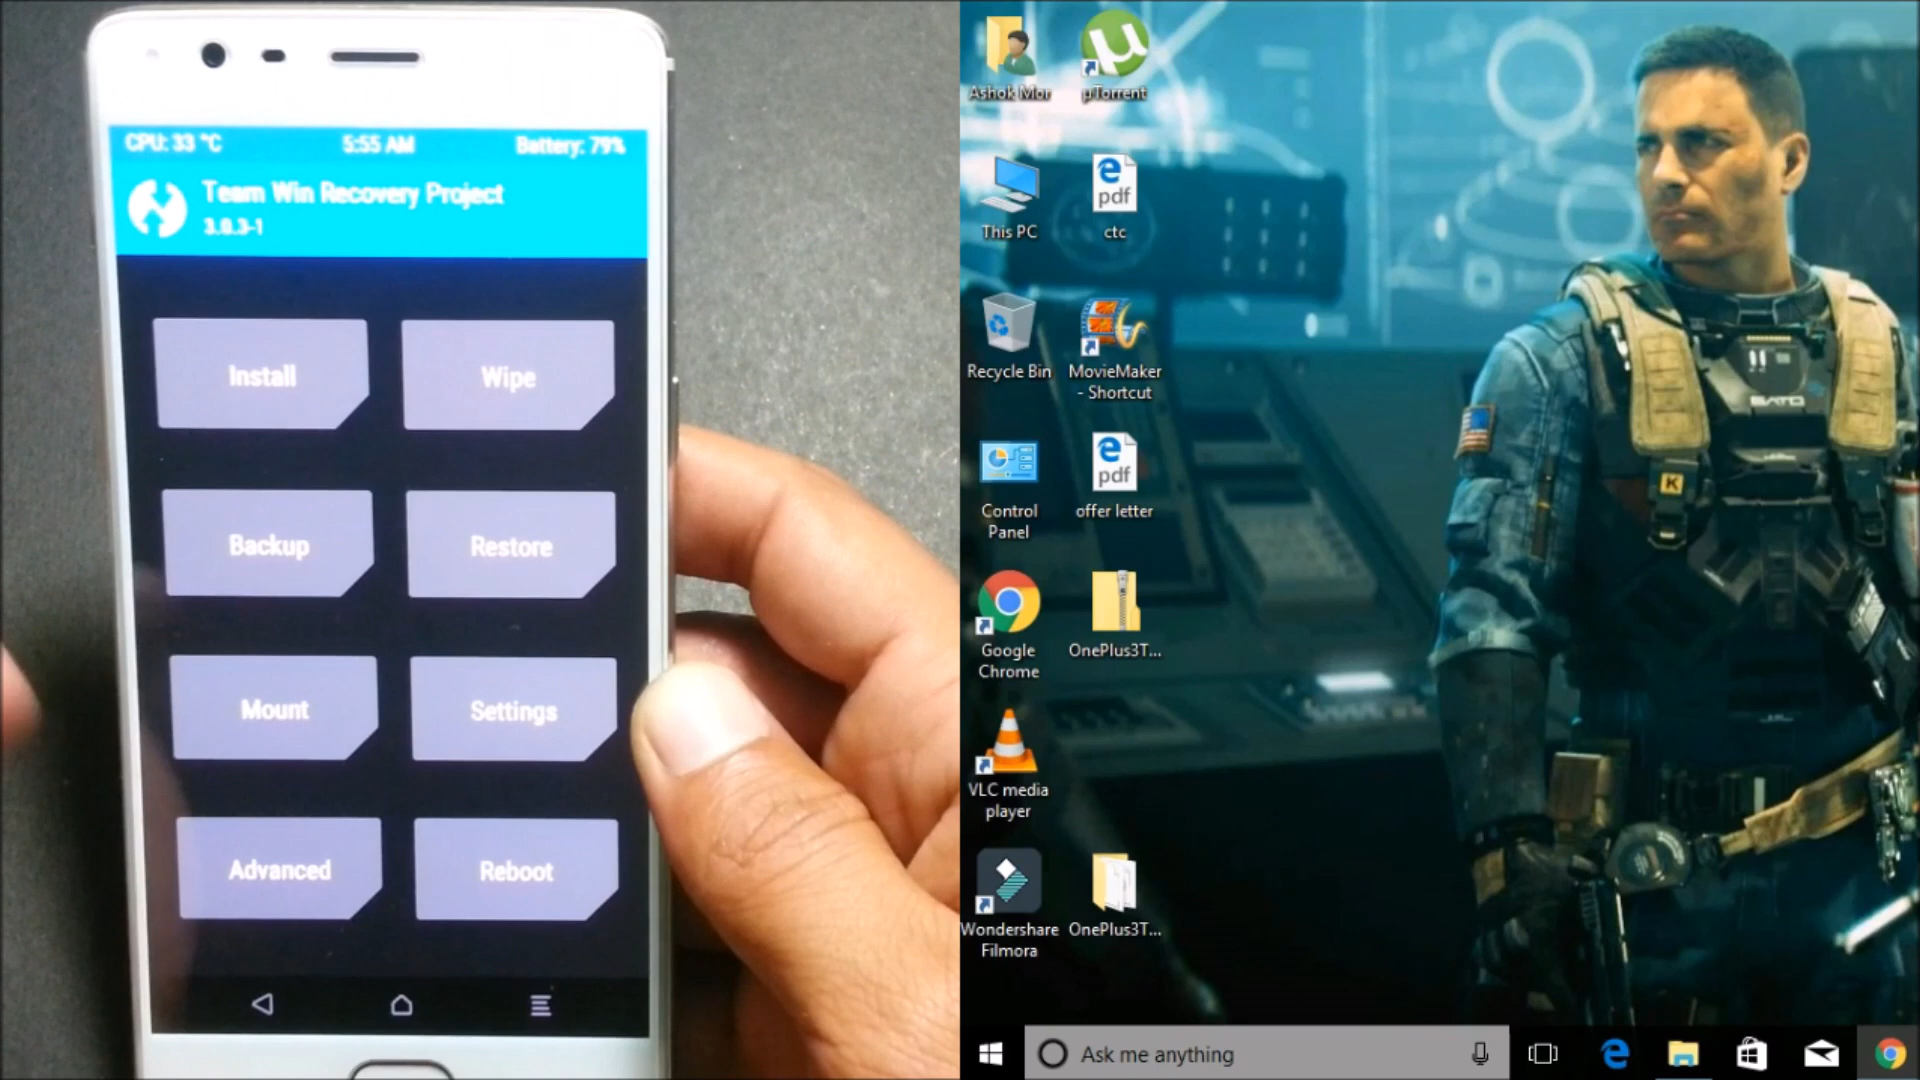 CPU: 33 °C
5:55 AM
Battery: 79%
Team Win Recovery Project
3.0.3-1
Install
Wipe
Backup
Restore
Mount
Settings
Advanced
Reboot
Ashok Mor
µTorrent
This PC
pdf
ctc
Recycle Bin
MovieMaker
- Shortcut
Control
Panel
pdf
offer letter
Google
Chrome
OnePlus3T...
VLC media
player
Wondershare
Filmora
OnePlus3T...
SATO
K
Ask me anything